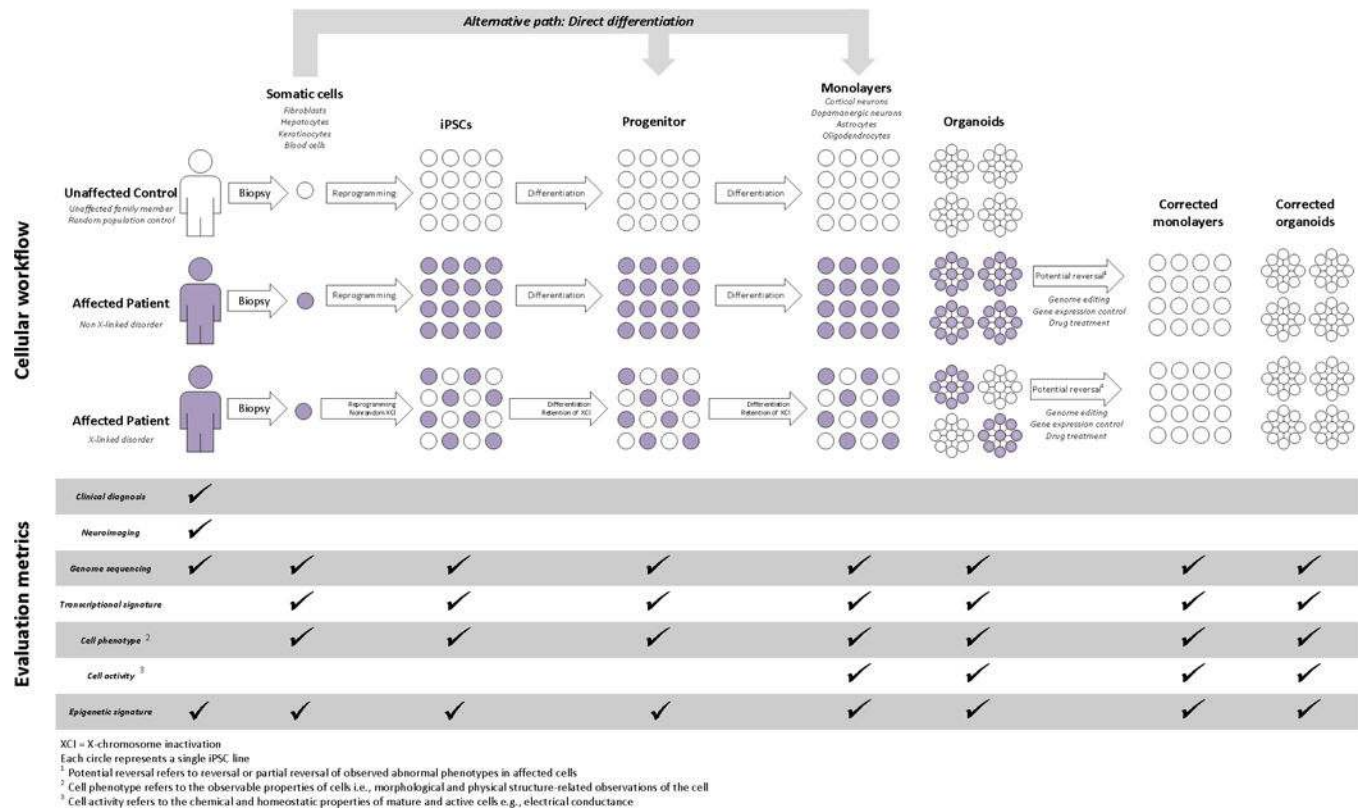 Alternative path: Direct differentiation
Somatic cells
Fibroblasts
Hepatocytes
Keratinocytes
Blood cells
iPSCs
Progenitor
Monolayers
Cortical neurons
Dopamanergic neurons
Astrocytes
Oligodendrocytes
Organoids
Corrected
monolayers
Corrected
organoids
Cellular workflow
Unaffected Control
Unaffected family member
Random population control
Biopsy
Reprogramming
Differentiation
Differentiation
Affected Patient
Non X-linked disorder
Biopsy
Reprogramming
Differentiation
Differentiation
Potential reversal¹
Genome editing
Gene expression control
Drug treatment
Affected Patient
X-linked disorder
Biopsy
Reprogramming
Nonrandom XCI
Differentiation
Retention of XCI
Differentiation
Retention of XCI
Potential reversal¹
Genome editing
Gene expression control
Drug treatment
Evaluation metrics
Clinical diagnosis
Neuroimaging
Genome sequencing
Transcriptional signature
Cell phenotype ²
Cell activity ³
Epigenetic signature
XCI = X-chromosome inactivation
Each circle represents a single iPSC line
¹ Potential reversal refers to reversal or partial reversal of observed abnormal phenotypes in affected cells
² Cell phenotype refers to the observable properties of cells i.e., morphological and physical structure-related observations of the cell
³ Cell activity refers to the chemical and homeostatic properties of mature and active cells e.g., electrical conductance